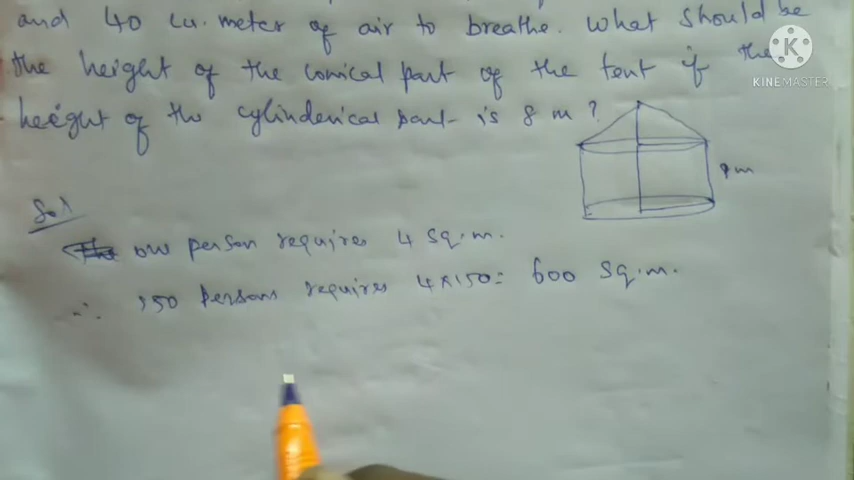 and 40 cu.meter of air to breathe. What should be
the height of the conical part of the tent if the
height of the cylinderical part is 8 m?
8 m
Sol
one person requires 4 sq.m.
∴ 150 persons requires 4×150= 600 sq.m.
K
KINEMASTER